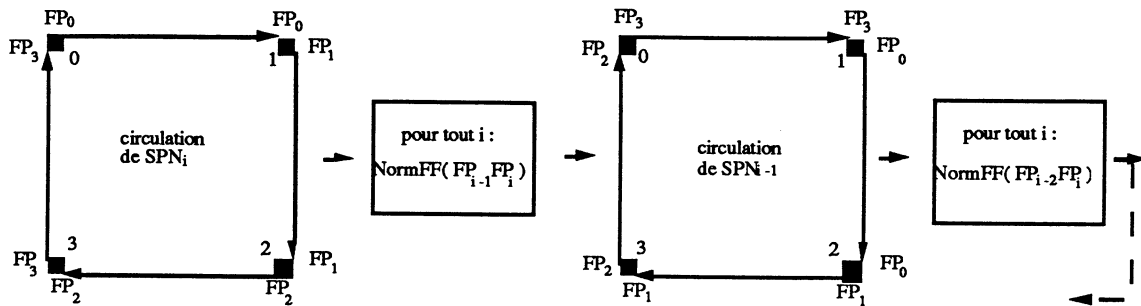 FP0 FP0
FP3 0 1 FP1
circulation
de SPNi
3 2
FP3 FP2 FP2 FP1
pour tout i :
NormFF( FPi-1FPi )
FP3 FP3
FP2 0 1 FP0
circulation
de SPNi-1
3 2
FP2 FP1 FP1 FP0
pour tout i :
NormFF( FPi-2FPi )